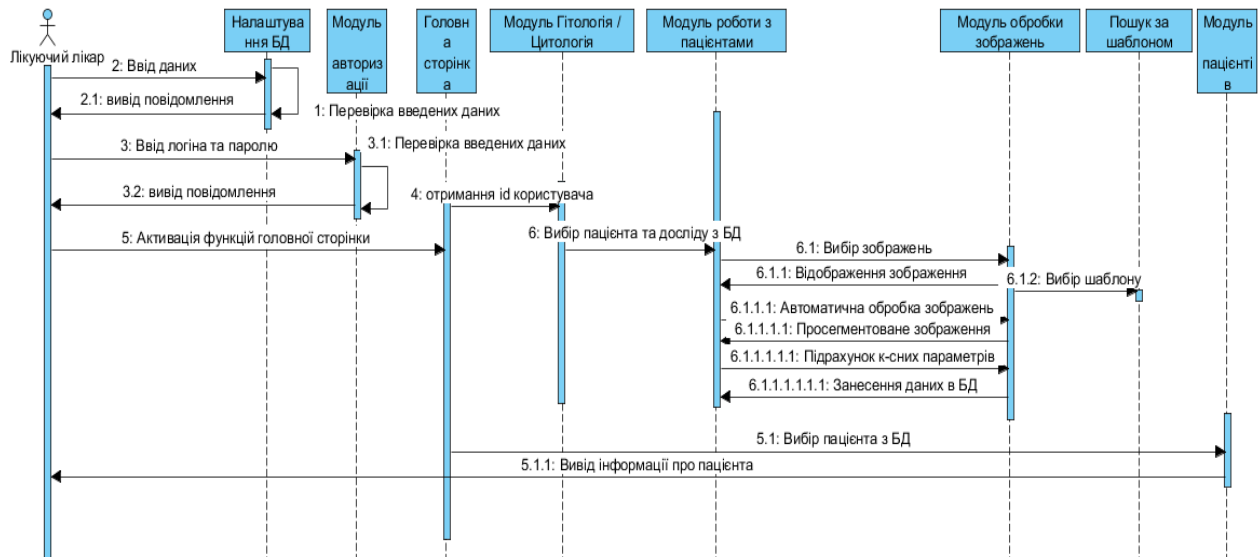 Лікуючий лікар
Налаштува
ння БД
Модуль
авториз
ації
Головн
а
сторінк
а
Модуль Гітологія /
Цитологія
Модуль роботи з
пацієнтами
Модуль обробки
зображень
Пошук за
шаблоном
Модуль
пацієнті
в
2: Ввід даних
2.1: вивід повідомлення
1: Перевірка введених даних
3: Ввід логіна та паролю
3.1: Перевірка введених даних
3.2: вивід повідомлення
4: отримання id користувача
5: Активація функцій головної сторінки
6: Вибір пацієнта та досліду з БД
6.1: Вибір зображень
6.1.1: Відображення зображення
6.1.2: Вибір шаблону
6.1.1.1: Автоматична обробка зображень
6.1.1.1.1: Просегментоване зображення
6.1.1.1.1.1: Підрахунок к-сних параметрів
6.1.1.1.1.1.1: Занесення даних в БД
5.1: Вибір пацієнта з БД
5.1.1: Вивід інформації про пацієнта